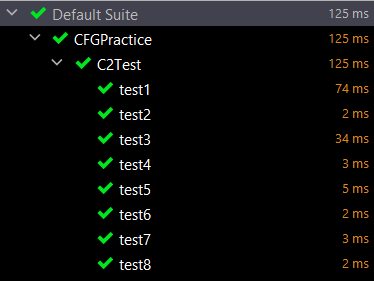 Default Suite 125 ms
CFGPractice 125 ms
C2Test 125 ms
test1 74 ms
test2 2 ms
test3 34 ms
test4 3 ms
test5 5 ms
test6 2 ms
test7 3 ms
test8 2 ms